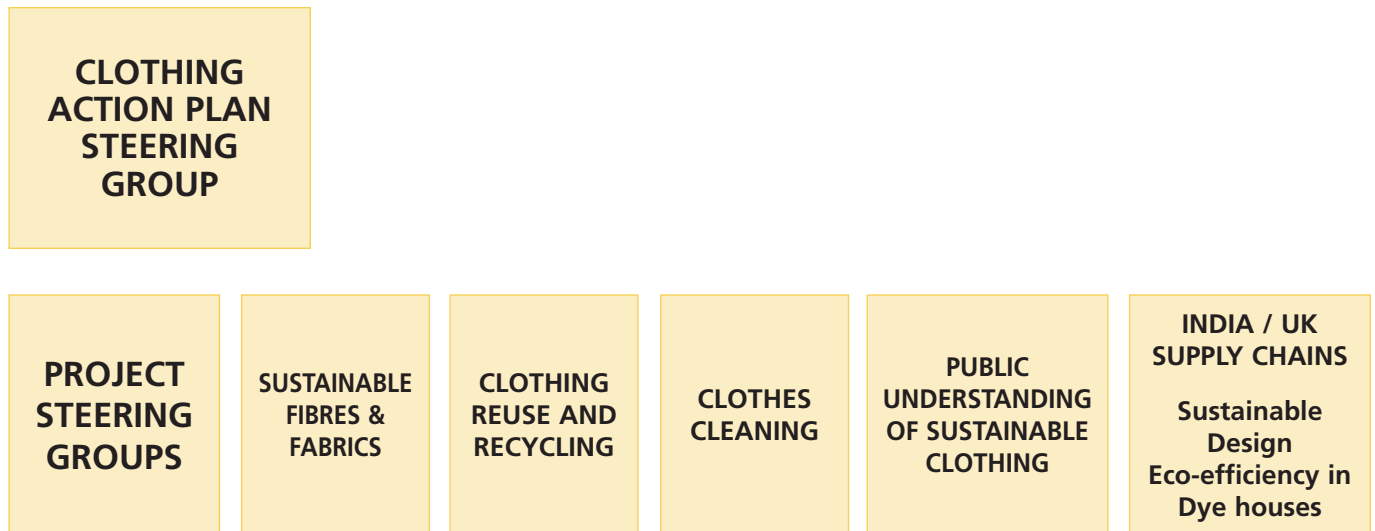 CLOTHING
ACTION PLAN
STEERING
GROUP
PROJECT
STEERING
GROUPS
SUSTAINABLE
FIBRES &
FABRICS
CLOTHING
REUSE AND
RECYCLING
CLOTHES
CLEANING
PUBLIC
UNDERSTANDING
OF SUSTAINABLE
CLOTHING
INDIA / UK
SUPPLY CHAINS
Sustainable
Design
Eco-efficiency in
Dye houses